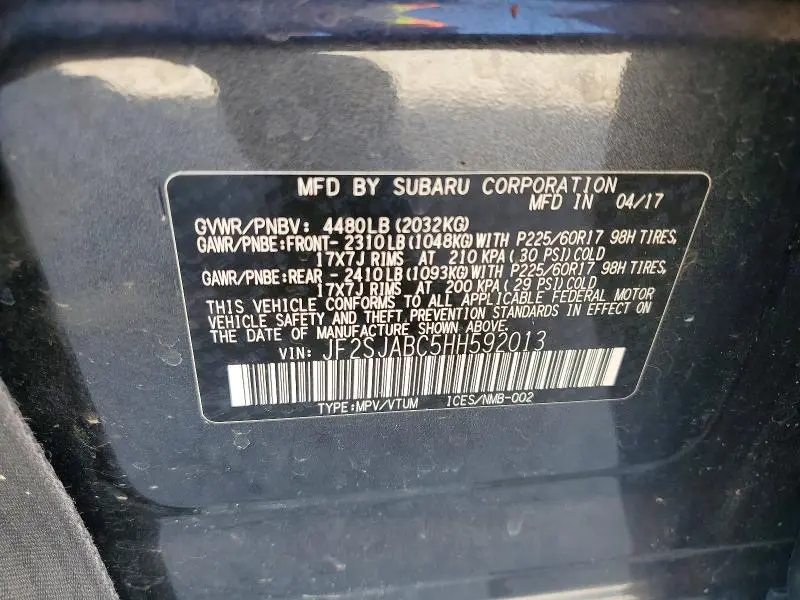 MFD BY SUBARU CORPORATION
MFD IN 04/17
GVWR/PNBV: 4480LB (2032KG)
GAWR/PNBE:FRONT- 2310LB (1048KG) WITH P225/60R17 98H TIRES,
17X7J RIMS AT 210 KPA ( 30 PSI) COLD
GAWR/PNBE:REAR - 2410LB (1093KG) WITH P225/60R17 98H TIRES,
17X7J RIMS AT 200 KPA ( 29 PSI) COLD
THIS VEHICLE CONFORMS TO ALL APPLICABLE FEDERAL MOTOR
VEHICLE SAFETY AND THEFT PREVENTION STANDARDS IN EFFECT ON
THE DATE OF MANUFACTURE SHOWN ABOVE.
VIN: JF2SJABC5HH592013
TYPE:MPV/VTUM ICES/NMB-002